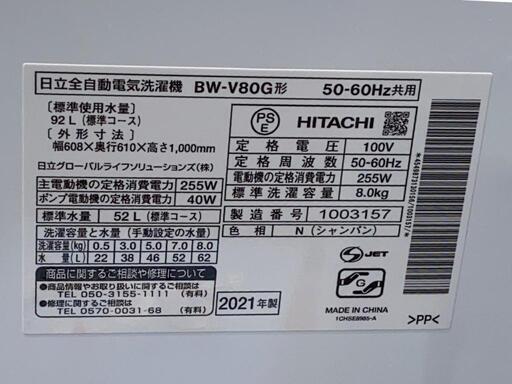 日立全自動電気洗濯機 BW-V80G形 50-60Hz共用
〔標準使用水量〕
92L（標準コース）
〔外形寸法〕
幅608×奥行610×高さ1,000mm
日立グローバルライフソリューションズ（株）
主電動機の定格消費電力 255W
ポンプ電動機の定格消費電力 40W
標準水量 52L（標準コース）
洗濯容量と水量（手動設定の水量）
洗濯容量(kg) 0.5 3.0 5.0 7.0 8.0
水量(L) 22 38 46 52 62
商品に関するご相談や修理について
●商品やお取り扱いに関するご相談
TEL 050-3155-1111（有料）
●修理に関するご相談
TEL 0570-0031-68（有料）
PS
E
HITACHI
定格電圧 100V
定格周波数 50-60Hz
電動機の定格消費電力 255W
標準洗濯容量 8.0kg
製造番号 1003157
色相 N（シャンパン）
2021年製
G
S JET
MADE IN CHINA
1CHSE8985-A
>PP<